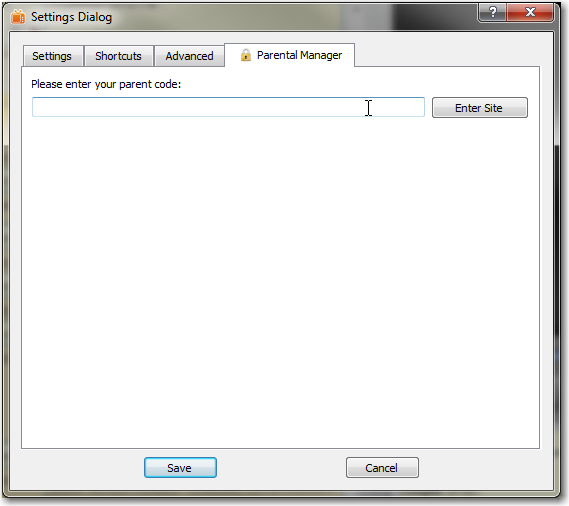 Settings Dialog ?
Settings Shortcuts Advanced Parental Manager
Please enter your parent code:
Enter Site
Save Cancel